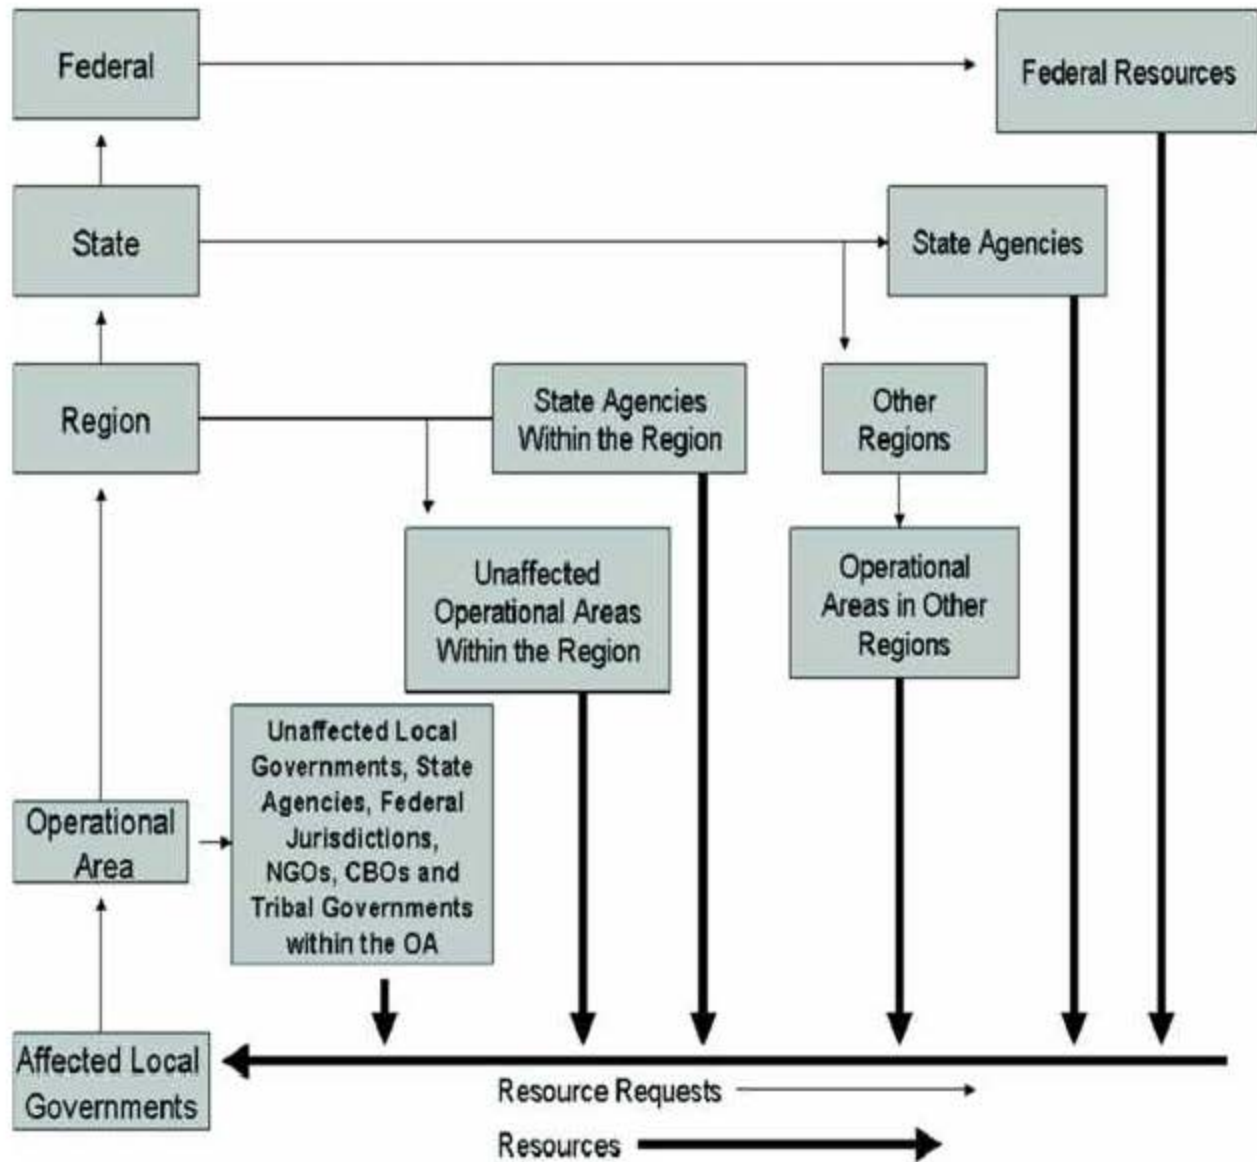 Federal
Federal Resources
State
State Agencies
Region
State Agencies
Within the Region
Other
Regions
Unaffected
Operational Areas
Within the Region
Operational
Areas in Other
Regions
Operational
Area
Unaffected Local
Governments, State
Agencies, Federal
Jurisdictions,
NGOs, CBOs and
Tribal Governments
within the OA
Affected Local
Governments
Resource Requests
Resources